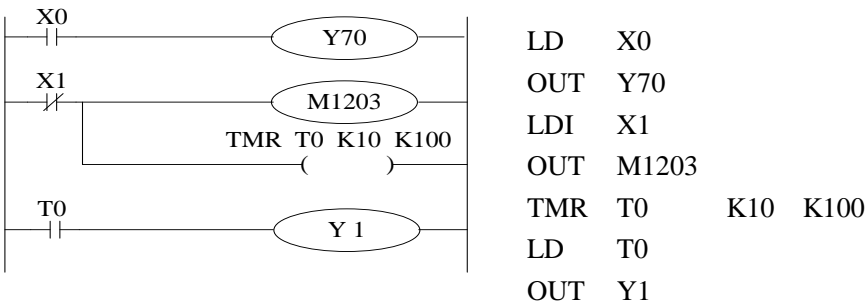 X0
Y70
X1
M1203
TMR T0 K10 K100
( )
T0
Y 1
LD X0
OUT Y70
LDI X1
OUT M1203
TMR T0 K10 K100
LD T0
OUT Y1